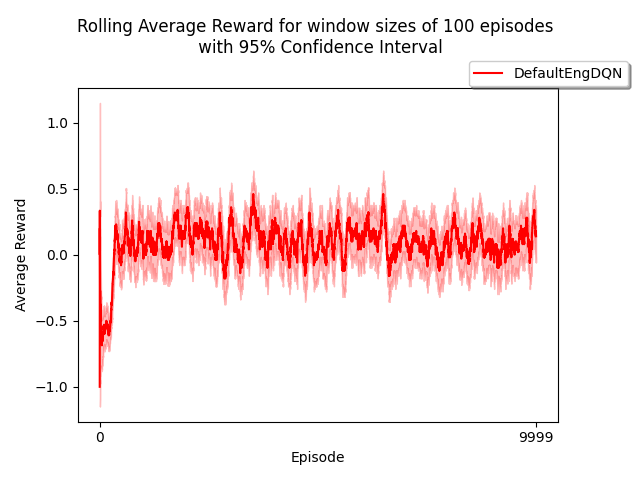 Rolling Average Reward for window sizes of 100 episodes
with 95% Confidence Interval
DefaultEngDQN
1.0
0.5
0.0
−0.5
−1.0
Average Reward
0
9999
Episode